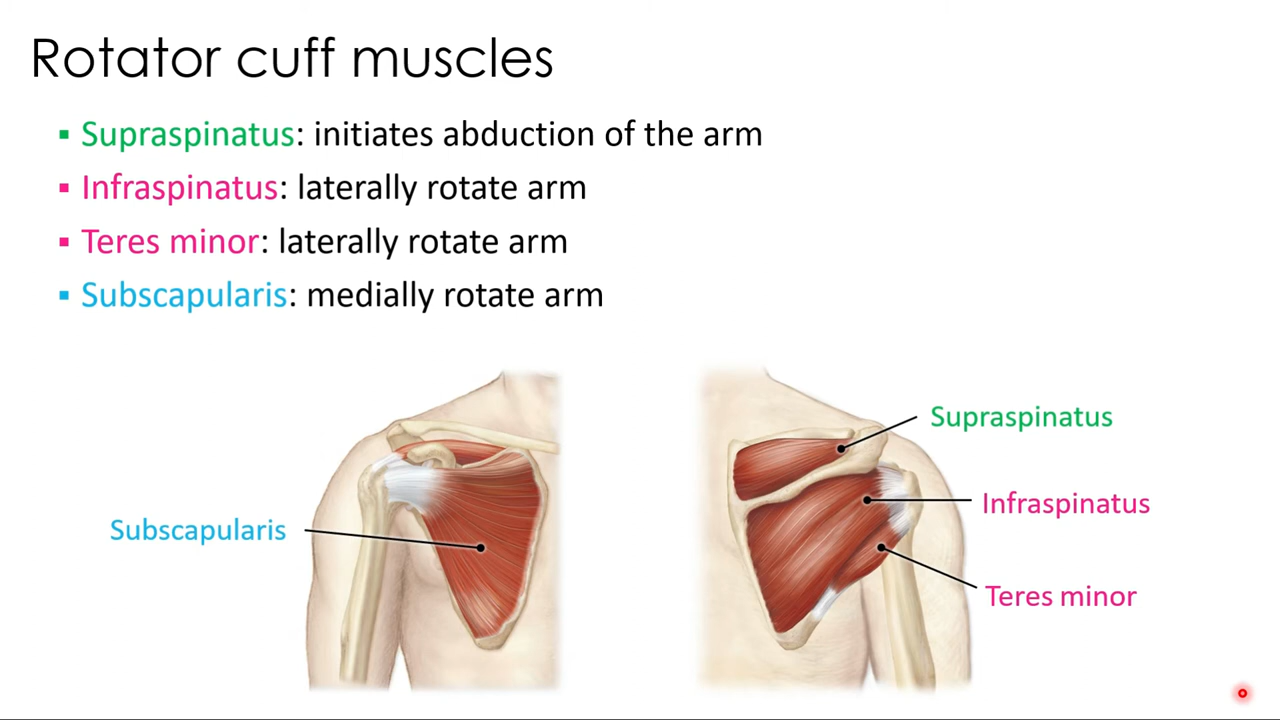 Rotator cuff muscles
▪ Supraspinatus: initiates abduction of the arm
▪ Infraspinatus: laterally rotate arm
▪ Teres minor: laterally rotate arm
▪ Subscapularis: medially rotate arm
Supraspinatus
Infraspinatus
Subscapularis
Teres minor